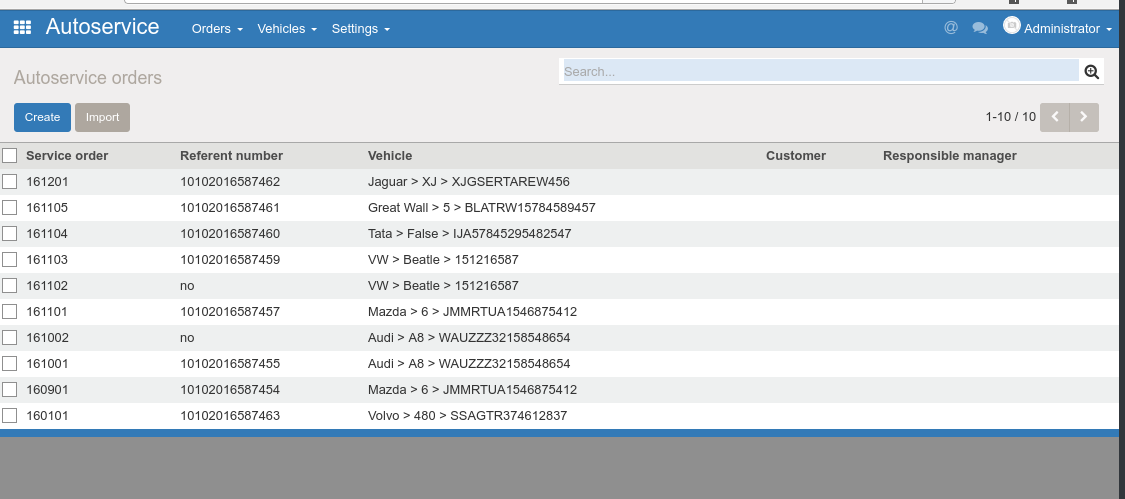 Autoservice Orders Vehicles Settings @ Administrator
Autoservice orders Search...
Create Import 1-10 / 10
Service order Referent number Vehicle Customer Responsible manager
161201 10102016587462 Jaguar > XJ > XJGSERTAREW456
161105 10102016587461 Great Wall > 5 > BLATRW15784589457
161104 10102016587460 Tata > False > IJA57845295482547
161103 10102016587459 VW > Beatle > 151216587
161102 no VW > Beatle > 151216587
161101 10102016587457 Mazda > 6 > JMMRTUA1546875412
161002 no Audi > A8 > WAUZZZ32158548654
161001 10102016587455 Audi > A8 > WAUZZZ32158548654
160901 10102016587454 Mazda > 6 > JMMRTUA1546875412
160101 10102016587463 Volvo > 480 > SSAGTR374612837